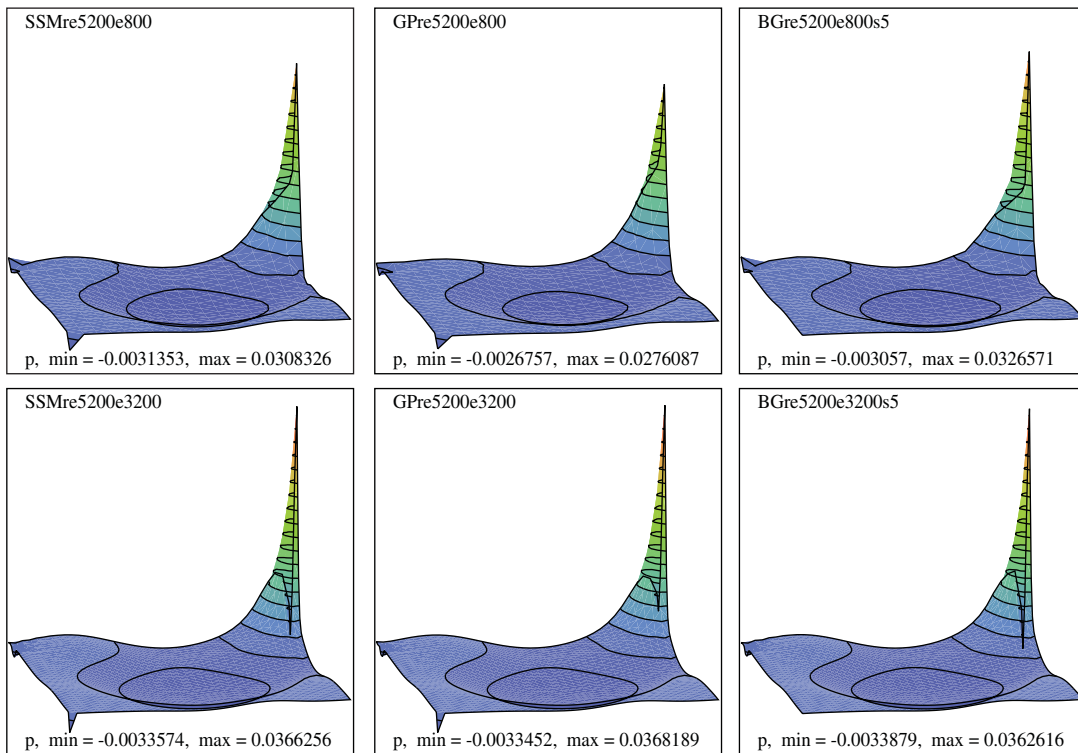 SSMre5200e800
GPre5200e800
BGre5200e800s5
p, min = -0.0031353, max = 0.0308326
p, min = -0.0026757, max = 0.0276087
p, min = -0.003057, max = 0.0326571
SSMre5200e3200
GPre5200e3200
BGre5200e3200s5
p, min = -0.0033574, max = 0.0366256
p, min = -0.0033452, max = 0.0368189
p, min = -0.0033879, max = 0.0362616